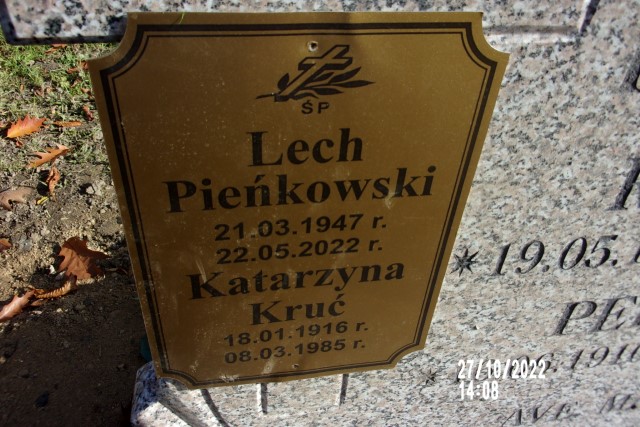 ŚP
Lech
Pieńkowski
21.03.1947 r.
22.05.2022 r.
Katarzyna
Kruć
18.01.1916 r.
08.03.1985 r.
19.05.
27/10/2022
14:08
AVE M.